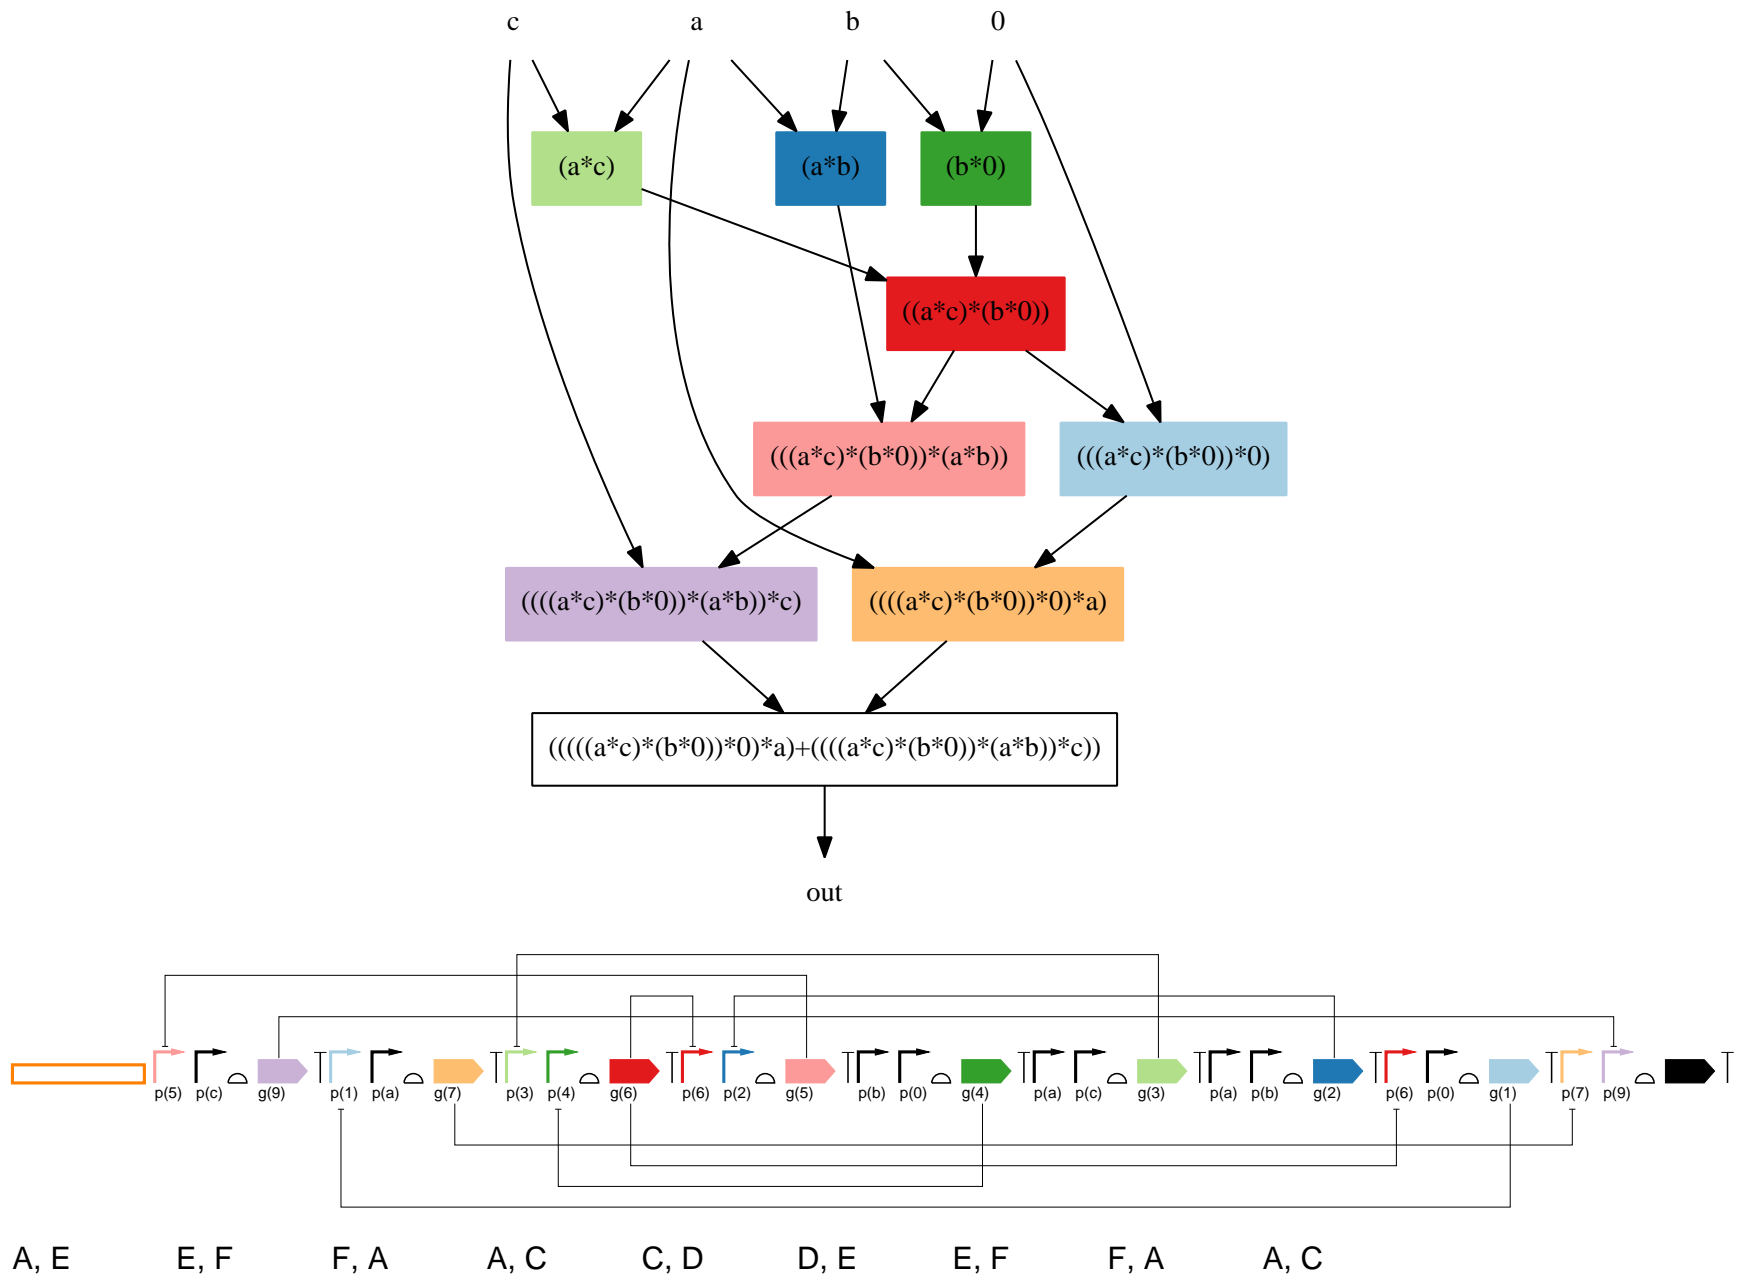 c a b 0
(a*c) (a*b) (b*0)
((a*c)*(b*0))
(((a*c)*(b*0))*(a*b)) (((a*c)*(b*0))*0)
((((a*c)*(b*0))*(a*b))*c) ((((a*c)*(b*0))*0)*a)
(((((a*c)*(b*0))*0)*a)+((((a*c)*(b*0))*(a*b))*c))
out
p(5) p(c) g(9) p(1) p(a) g(7) p(3) p(4) g(6) p(6) p(2) g(5) p(b) p(0) g(4) p(a) p(c) g(3) p(a) p(b) g(2) p(6) p(0) g(1) p(7) p(9)
A, E E, F F, A A, C C, D D, E E, F F, A A, C